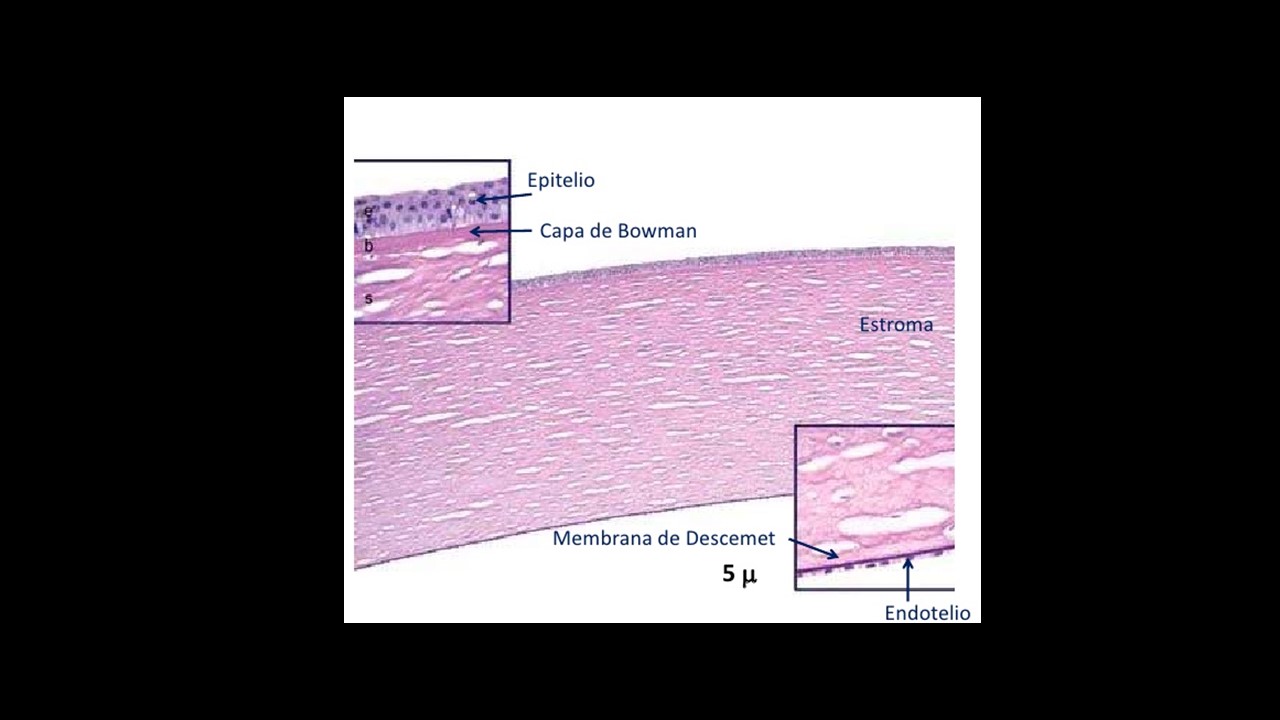 Epitelio
e
Capa de Bowman
b
s
Estroma
Membrana de Descemet
5 μ
Endotelio